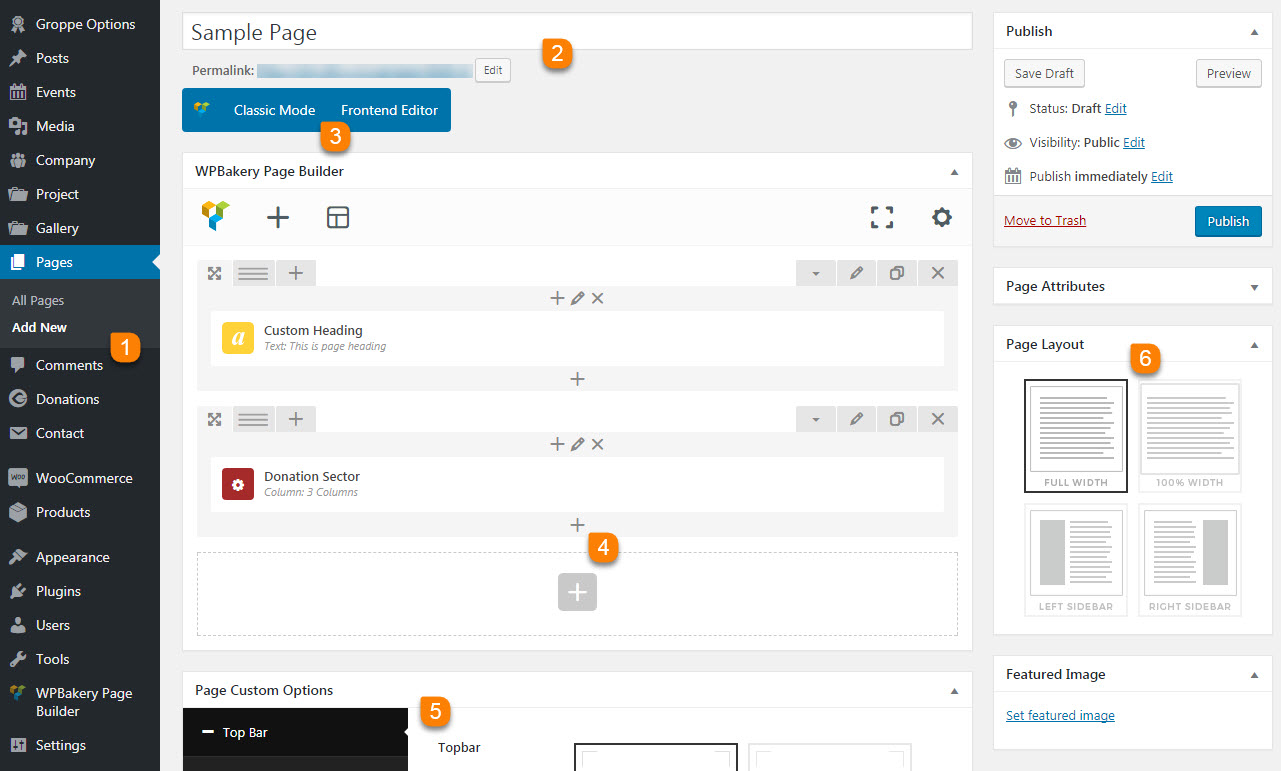 Groppe Options
Posts
Events
Media
Company
Project
Gallery
Pages
All Pages
Add New
1
Comments
Donations
Contact
WooCommerce
Products
Appearance
Plugins
Users
Tools
WPBakery Page
Builder
Settings
Sample Page
2
Permalink:
Edit
Classic Mode Frontend Editor
3
WPBakery Page Builder
Custom Heading
Text: This is page heading
Donation Sector
Column: 3 Columns
4
Page Custom Options
5
Top Bar
Topbar
Publish
Save Draft Preview
Status: Draft Edit
Visibility: Public Edit
Publish immediately Edit
Move to Trash Publish
Page Attributes
Page Layout
6
FULL WIDTH 100% WIDTH
LEFT SIDEBAR RIGHT SIDEBAR
Featured Image
Set featured image